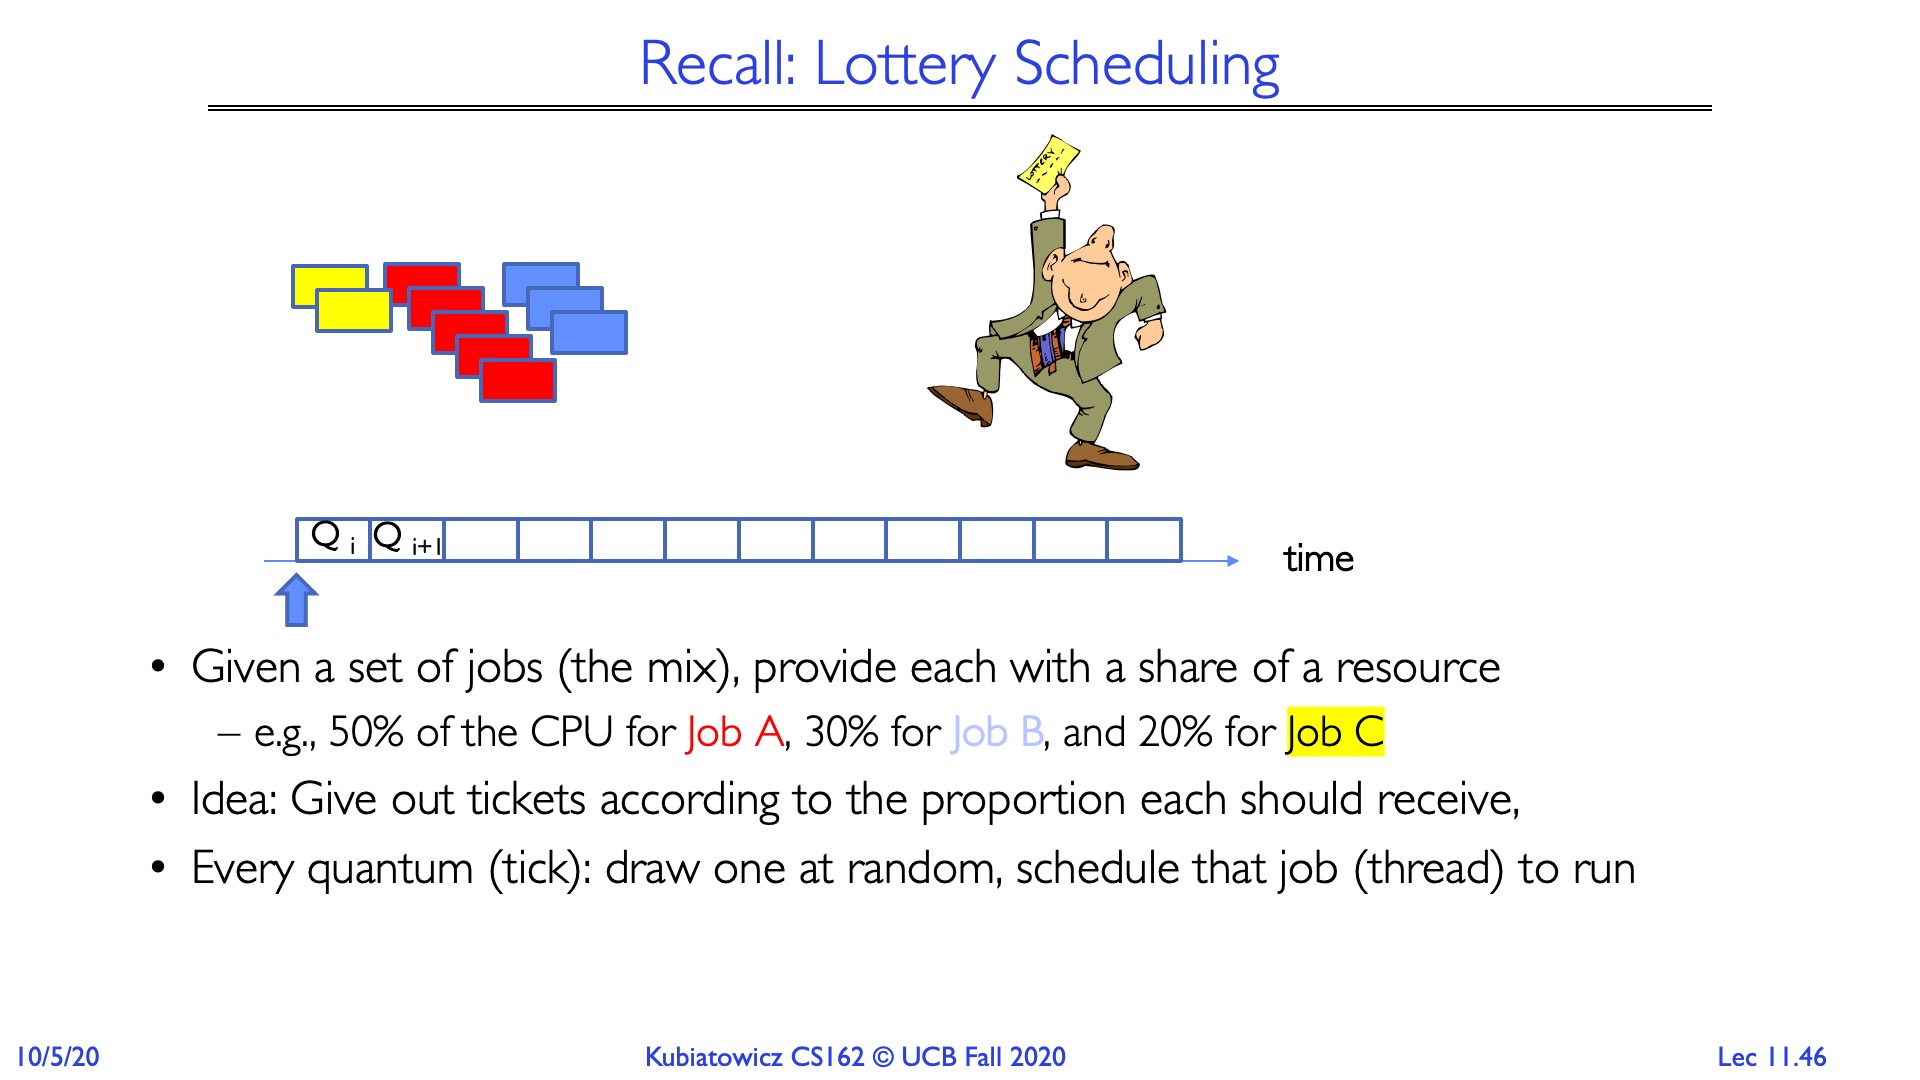 Recall: Lottery Scheduling
LOTTERY
Q i Q i+1
time
• Given a set of jobs (the mix), provide each with a share of a resource
– e.g., 50% of the CPU for Job A, 30% for Job B, and 20% for Job C
• Idea: Give out tickets according to the proportion each should receive,
• Every quantum (tick): draw one at random, schedule that job (thread) to run
10/5/20 Kubiatowicz CS162 © UCB Fall 2020 Lec 11.46